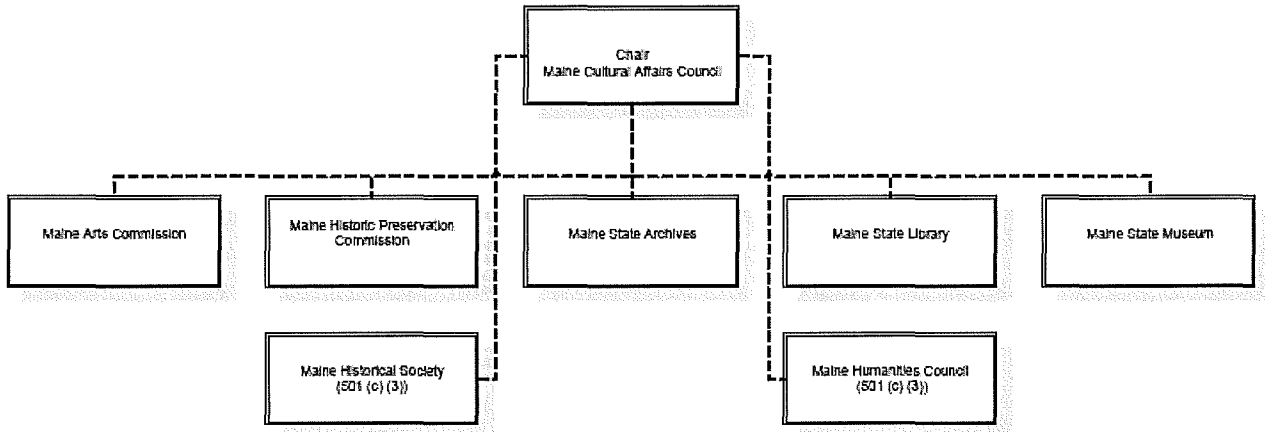 Chair
Maine Cultural Affairs Council
Maine Arts Commission
Maine Historic Preservation
Commission
Maine State Archives
Maine State Library
Maine State Museum
Maine Historical Society
(501 (c) (3))
Maine Humanities Council
(501 (c) (3))